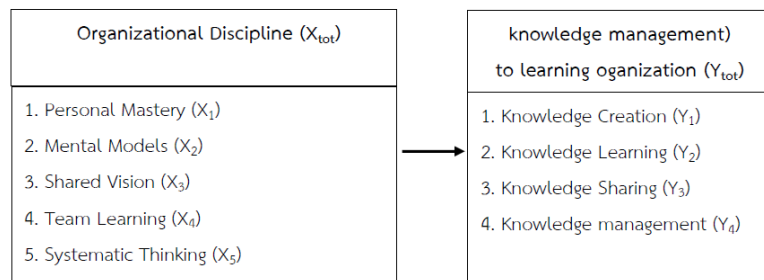 Organizational Discipline (Xtot)
1. Personal Mastery (X1)
2. Mental Models (X2)
3. Shared Vision (X3)
4. Team Learning (X4)
5. Systematic Thinking (X5)
knowledge management)
to learning oganization (Ytot)
1. Knowledge Creation (Y1)
2. Knowledge Learning (Y2)
3. Knowledge Sharing (Y3)
4. Knowledge management (Y4)